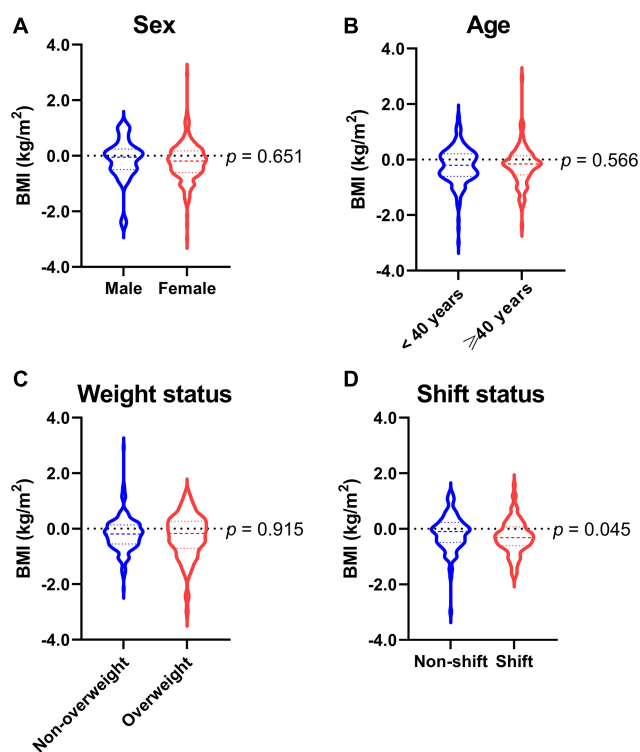 A
Sex
BMI (kg/m²)
4.0
2.0
0.0
-2.0
-4.0
p = 0.651
Male Female
B
Age
BMI (kg/m²)
4.0
2.0
0.0
-2.0
-4.0
p = 0.566
< 40 years
⩾40 years
C
Weight status
BMI (kg/m²)
4.0
2.0
0.0
-2.0
-4.0
p = 0.915
Non-overweight
Overweight
D
Shift status
BMI (kg/m²)
4.0
2.0
0.0
-2.0
-4.0
p = 0.045
Non-shift Shift